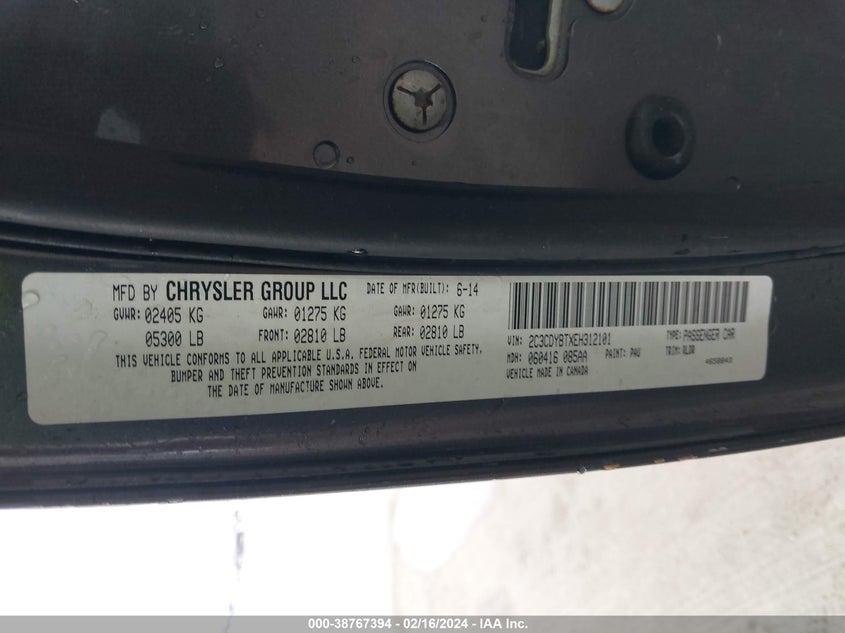 MFD BY CHRYSLER GROUP LLC DATE OF MFR(BUILT): 6-14
GVWR: 02405 KG GAWR: 01275 KG GAWR: 01275 KG
05300 LB FRONT: 02810 LB REAR: 02810 LB
THIS VEHICLE CONFORMS TO ALL APPLICABLE U.S.A. FEDERAL MOTOR VEHICLE SAFETY,
BUMPER AND THEFT PREVENTION STANDARDS IN EFFECT ON
THE DATE OF MANUFACTURE SHOWN ABOVE.
VIN: 2C3CDYBTXEH312101 TYPE: PASSENGER CAR
MDH: 060416 085AA PAINT: PAU TRIM: RLDR
VEHICLE MADE IN CANADA 4658043
000-38767394 - 02/16/2024 - IAA Inc.